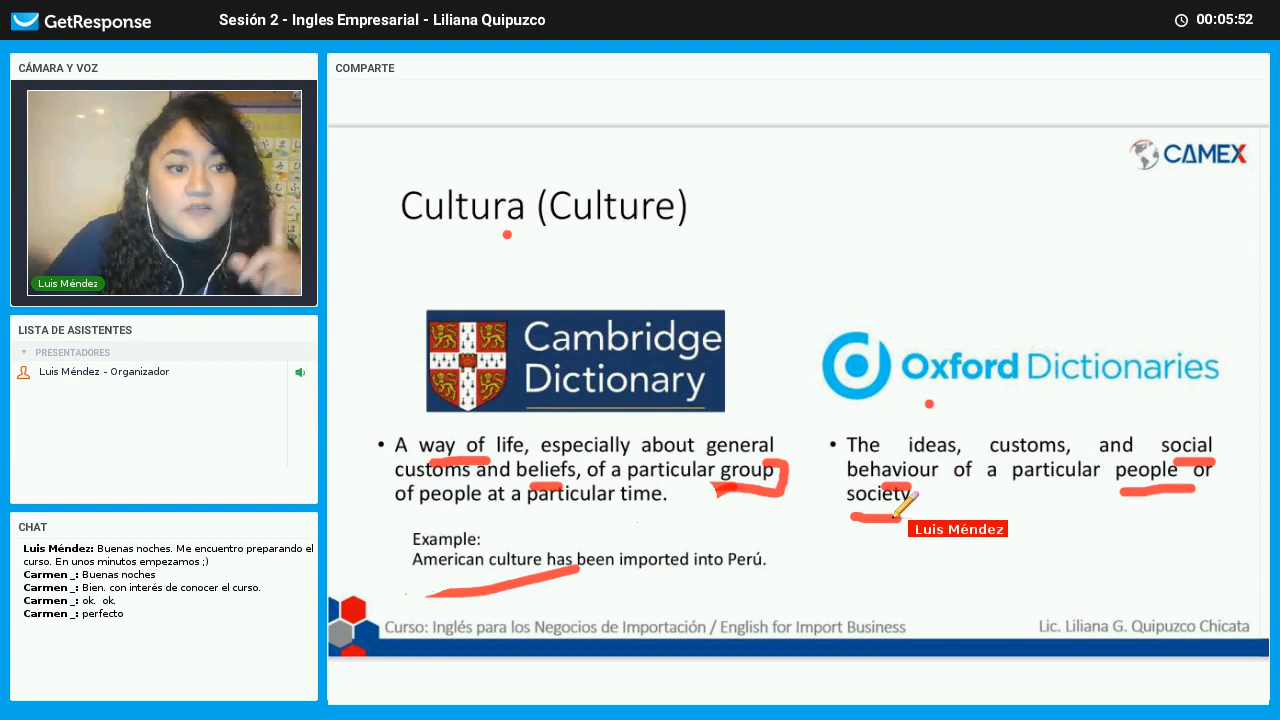 GetResponse
Sesión 2 - Ingles Empresarial - Liliana Quipuzco
00:05:52
CÁMARA Y VOZ
Luis Méndez
LISTA DE ASISTENTES
PRESENTADORES
Luis Méndez - Organizador
CHAT
Luis Méndez: Buenas noches. Me encuentro preparando el
curso. En unos minutos empezamos ;)
Carmen _: Buenas noches
Carmen _: Bien. con interés de conocer el curso.
Carmen _: ok. ok.
Carmen _: perfecto
COMPARTE
CAMEX
Cultura (Culture)
Cambridge
Dictionary
• A way of life, especially about general
customs and beliefs, of a particular group
of people at a particular time.
Example:
American culture has been imported into Perú.
Oxford Dictionaries
• The ideas, customs, and social
behaviour of a particular people or
society.
Luis Méndez
Curso: Inglés para los Negocios de Importación / English for Import Business
Lic. Liliana G. Quipuzco Chicata